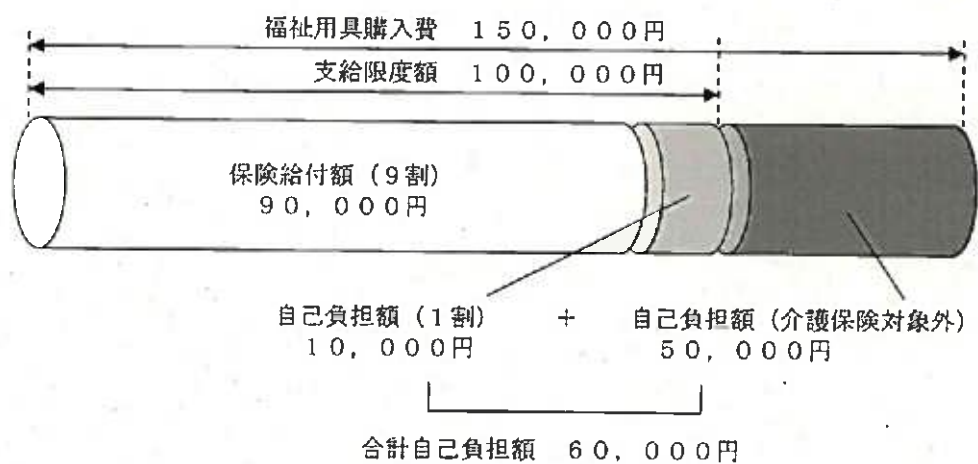 福祉用具購入費　１５０，０００円
支給限度額　１００，０００円
保険給付額（９割）
９０，０００円
自己負担額（１割）　＋　自己負担額（介護保険対象外）
１０，０００円　５０，０００円
合計自己負担額　６０，０００円